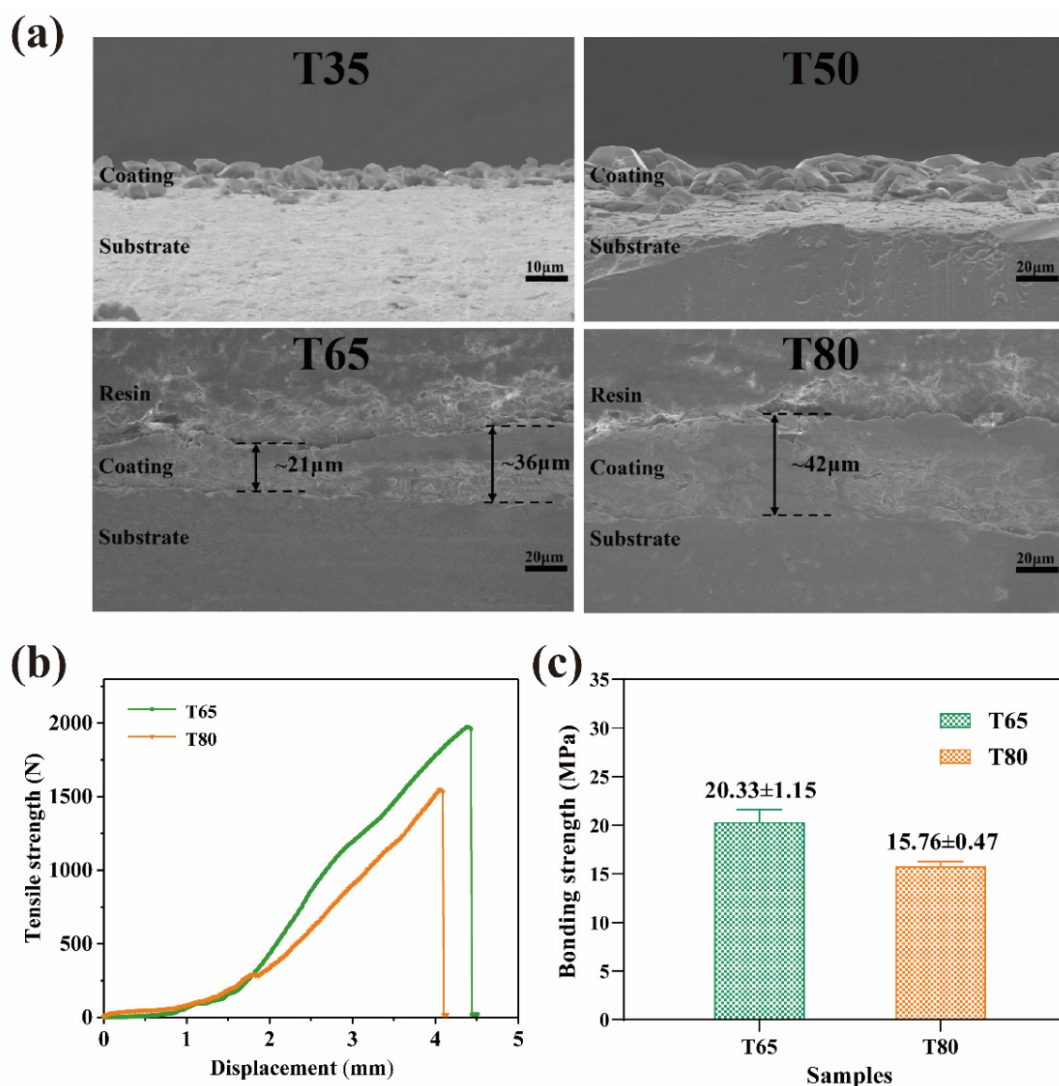 (a)
T35
Coating
Substrate
10μm
T50
Coating
Substrate
20μm
T65
Resin
Coating
~21μm
~36μm
Substrate
20μm
T80
Resin
Coating
~42μm
Substrate
20μm
(b)
Tensile strength (N)
2000
1500
1000
500
0
T65
T80
0 1 2 3 4 5
Displacement (mm)
(c)
Bonding strength (MPa)
35
30
25
20
15
10
5
0
T65
T80
20.33±1.15
15.76±0.47
T65 T80
Samples